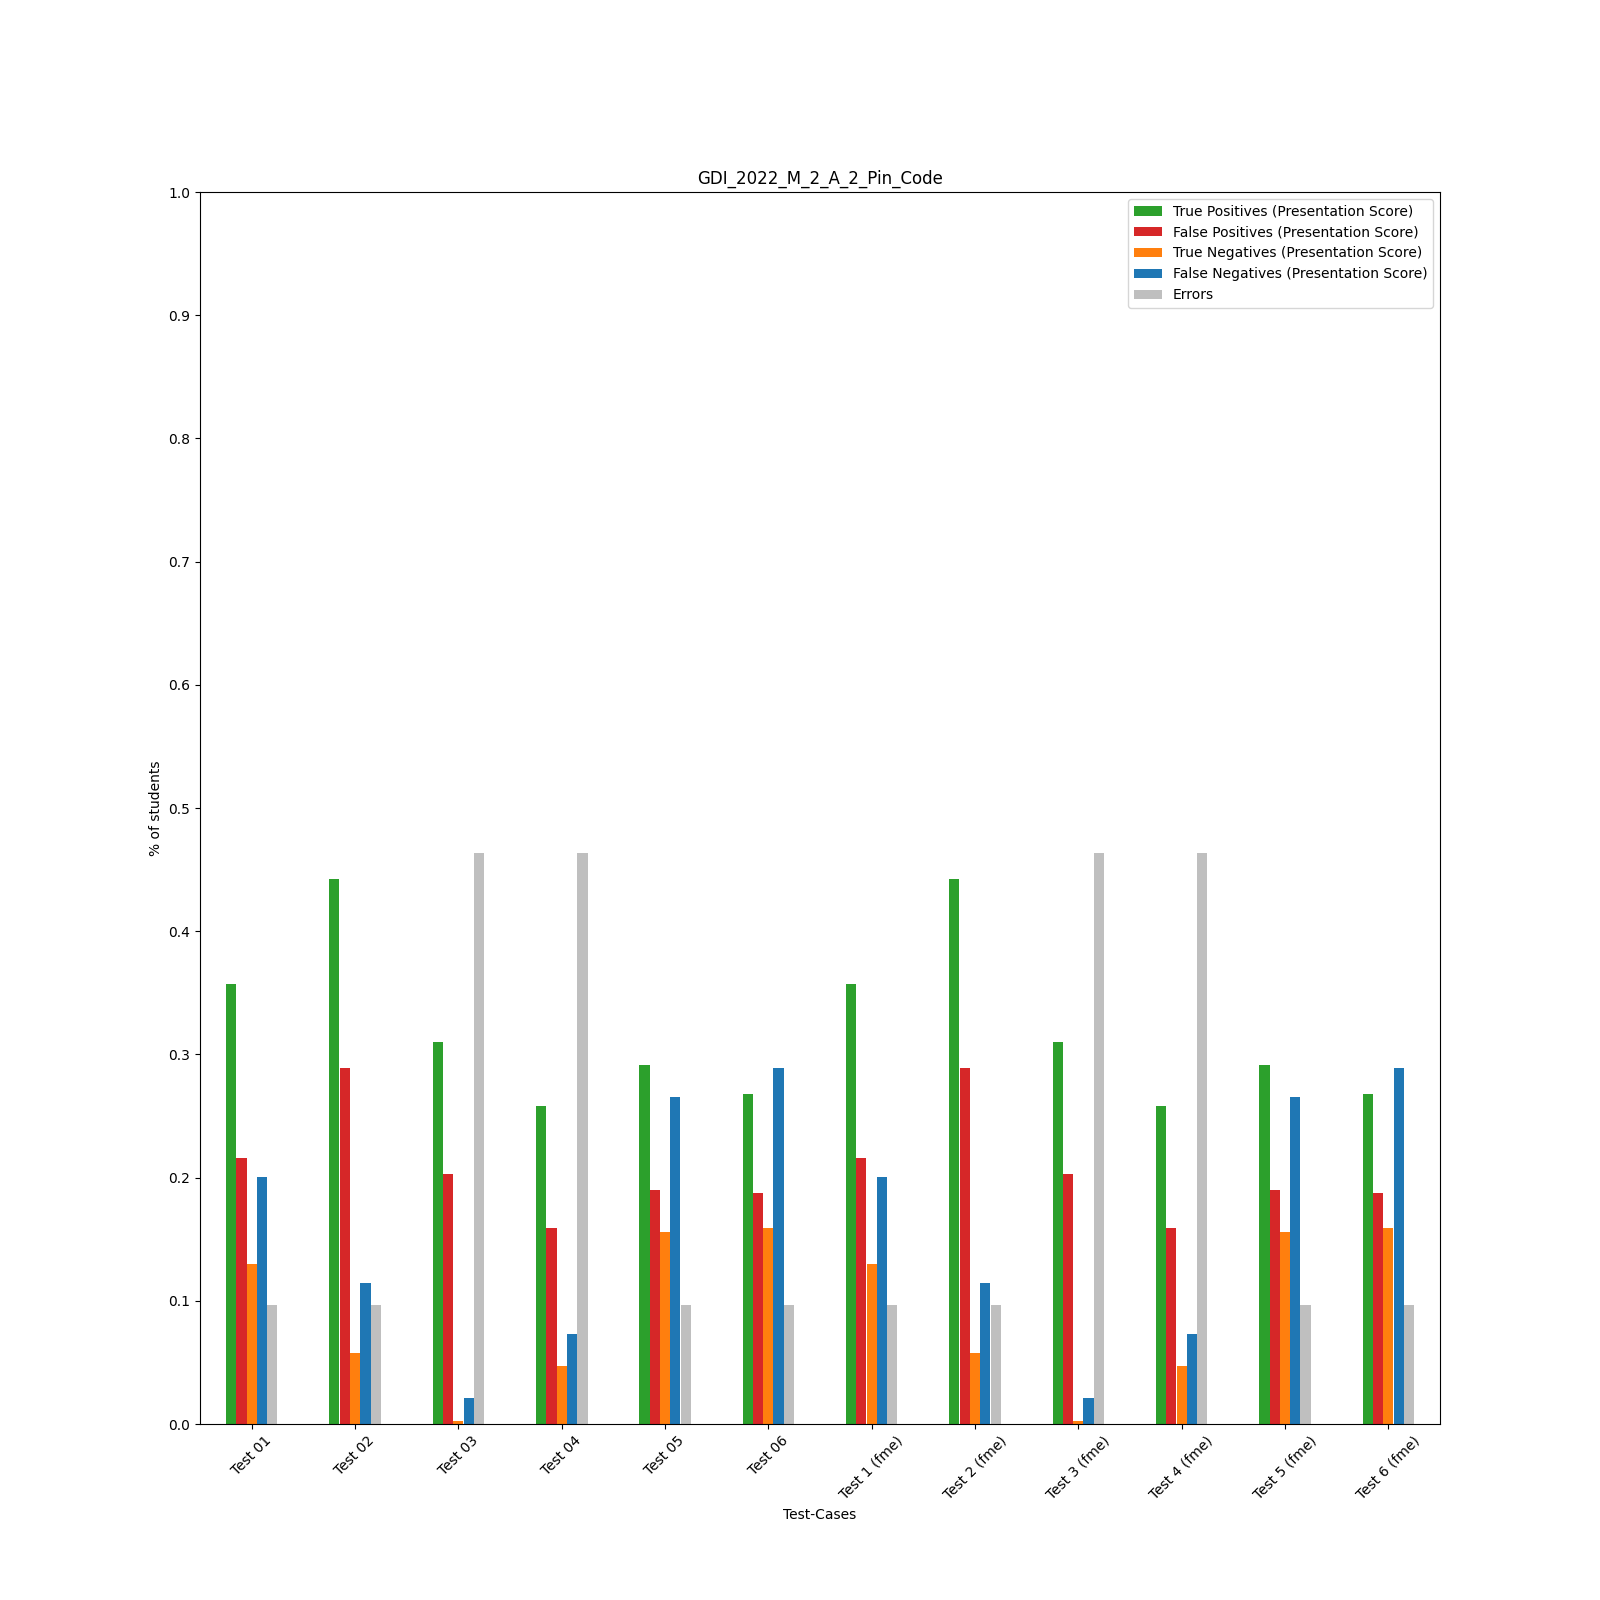 GDI_2022_M_2_A_2_Pin_Code
True Positives (Presentation Score)
False Positives (Presentation Score)
True Negatives (Presentation Score)
False Negatives (Presentation Score)
Errors
1.0
0.9
0.8
0.7
0.6
0.5
0.4
0.3
0.2
0.1
0.0
% of students
Test 01
Test 02
Test 03
Test 04
Test 05
Test 06
Test 1 (fme)
Test 2 (fme)
Test 3 (fme)
Test 4 (fme)
Test 5 (fme)
Test 6 (fme)
Test-Cases